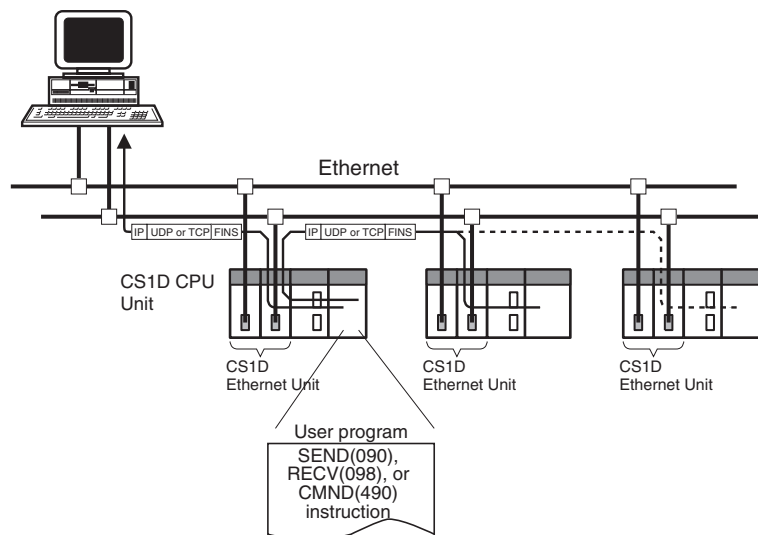 Ethernet
IP UDP or TCP FINS
IP UDP or TCP FINS
CS1D CPU
Unit
CS1D
Ethernet Unit
CS1D
Ethernet Unit
CS1D
Ethernet Unit
User program
SEND(090),
RECV(098), or
CMND(490)
instruction